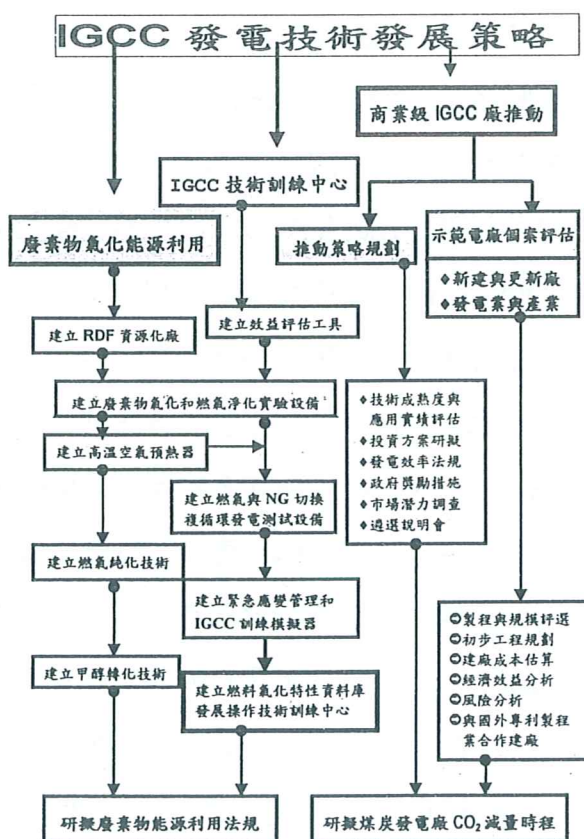 IGCC 發電技術發展策略
商業級 IGCC 廠推動
IGCC 技術訓練中心
廢棄物氣化能源利用
推動策略規劃
示範電廠個案評估
◆新建與更新廠
◆發電業與產業
建立 RDF 資源化廠
建立效益評估工具
建立廢棄物氣化和燃氣淨化實驗設備
建立高溫空氣預熱器
◆技術成熟度與
應用實績評估
◆投資方案研擬
◆發電效率法規
◆政府獎勵措施
◆市場潛力調查
◆遴選說明會
建立燃氣與 NG 切換
複循環發電測試設備
建立燃氣純化技術
建立緊急應變管理和
IGCC 訓練模擬器
建立甲醇轉化技術
建立燃料氣化特性資料庫
發展操作技術訓練中心
➲製程與規模評選
➲初步工程規劃
➲建廠成本估算
➲經濟效益分析
➲風險分析
➲與國外專利製程
業合作建廠
研擬廢棄物能源利用法規
研擬煤炭發電廠 CO₂ 減量時程